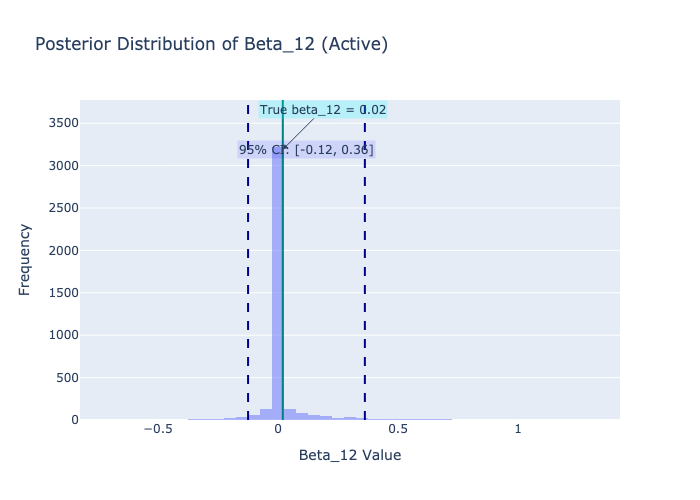 Posterior Distribution of Beta_12 (Active)
True beta_12 = 0.02
95% CI: [-0.12, 0.36]
3500
3000
2500
2000
1500
1000
500
0
Frequency
−0.5
0
0.5
1
Beta_12 Value